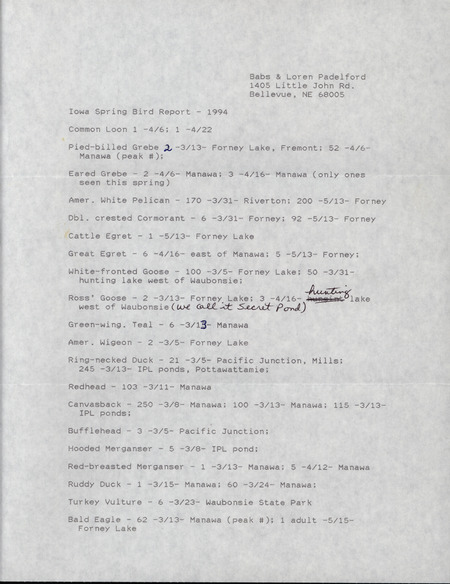 Babs & Loren Padelford
1405 Little John Rd.
Bellevue, NE 68005
Iowa Spring Bird Report - 1994
Common Loon 1 -4/6; 1 -4/22
Pied-billed Grebe 2 -3/13- Forney Lake, Fremont; 52 -4/6-
Manawa (peak #);
Eared Grebe - 2 -4/6- Manawa; 3 -4/16- Manawa (only ones
seen this spring)
Amer. White Pelican - 170 -3/31- Riverton; 200 -5/13- Forney
Dbl. crested Cormorant - 6 -3/31- Forney; 92 -5/13- Forney
Cattle Egret - 1 -5/13- Forney Lake
Great Egret - 6 -4/16- east of Manawa; 5 -5/13- Forney;
White-fronted Goose - 100 -3/5- Forney Lake; 50 -3/31-
hunting lake west of Waubonsie;
Ross' Goose - 2 -3/13- Forney Lake; 3 -4/16- hunting lake
west of Waubonsie (we call it Secret Pond)
Green-wing. Teal - 6 -3/13- Manawa
Amer. Wigeon - 2 -3/5- Forney Lake
Ring-necked Duck - 21 -3/5- Pacific Junction, Mills;
245 -3/13- IPL ponds, Pottawattamie;
Redhead - 103 -3/11- Manawa
Canvasback - 250 -3/8- Manawa; 100 -3/13- Manawa; 115 -3/13-
IPL ponds;
Bufflehead - 3 -3/5- Pacific Junction;
Hooded Merganser - 5 -3/8- IPL pond;
Red-breasted Merganser - 1 -3/13- Manawa; 5 -4/12- Manawa
Ruddy Duck - 1 -3/15- Manawa; 60 -3/24- Manawa;
Turkey Vulture - 6 -3/23- Waubonsie State Park
Bald Eagle - 62 -3/13- Manawa (peak #); 1 adult -5/15-
Forney Lake